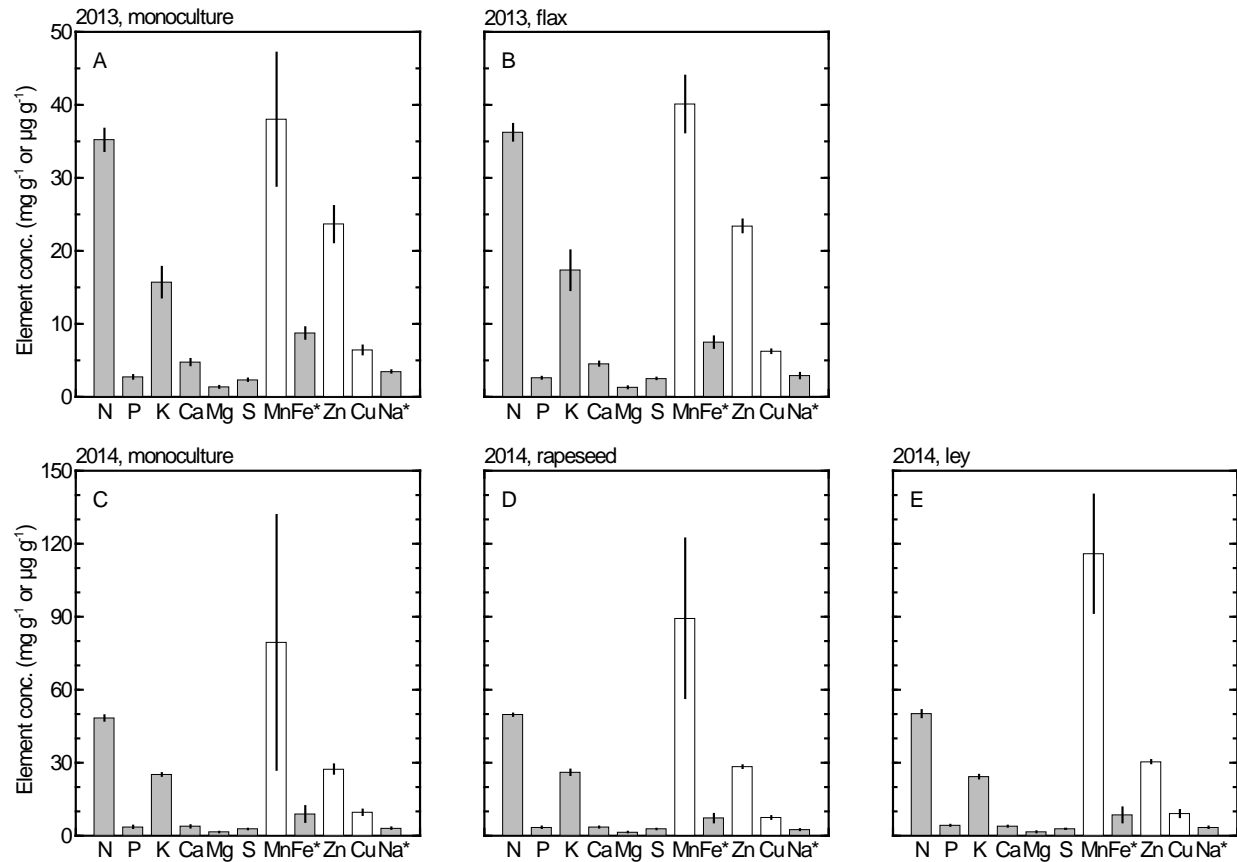 2013, monoculture
2013, flax
50
40
30
20
10
0
Element conc. (mg g⁻¹ or µg g⁻¹)
A
B
N P K Ca Mg S Mn Fe* Zn Cu Na*
N P K Ca Mg S Mn Fe* Zn Cu Na*
2014, monoculture
2014, rapeseed
2014, ley
150
120
90
60
30
0
Element conc. (mg g⁻¹ or µg g⁻¹)
C
D
E
N P K Ca Mg S Mn Fe* Zn Cu Na*
N P K Ca Mg S Mn Fe* Zn Cu Na*
N P K Ca Mg S Mn Fe* Zn Cu Na*